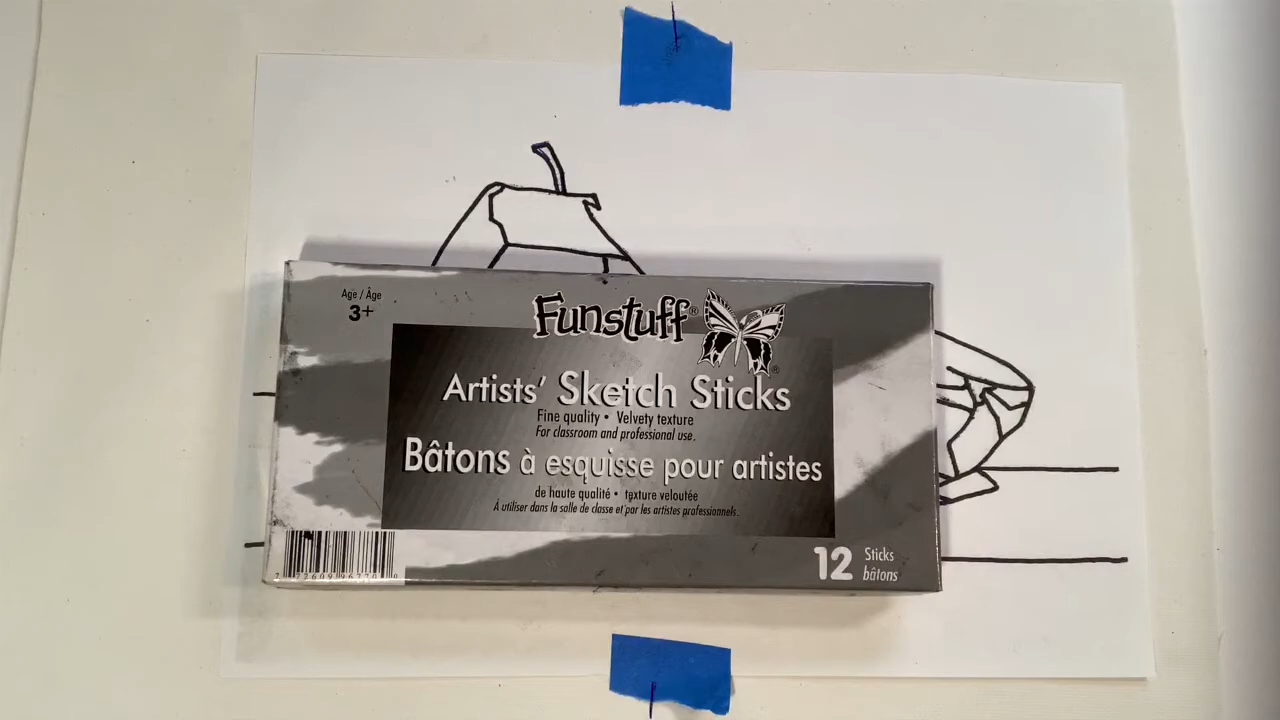 Age / Âge
3+
Funstuff®
®
Artists' Sketch Sticks
Fine quality • Velvety texture
For classroom and professional use.
Bâtons à esquisse pour artistes
de haute qualité • texture veloutée
À utiliser dans la salle de classe et par les artistes professionnels.
12 Sticks
bâtons